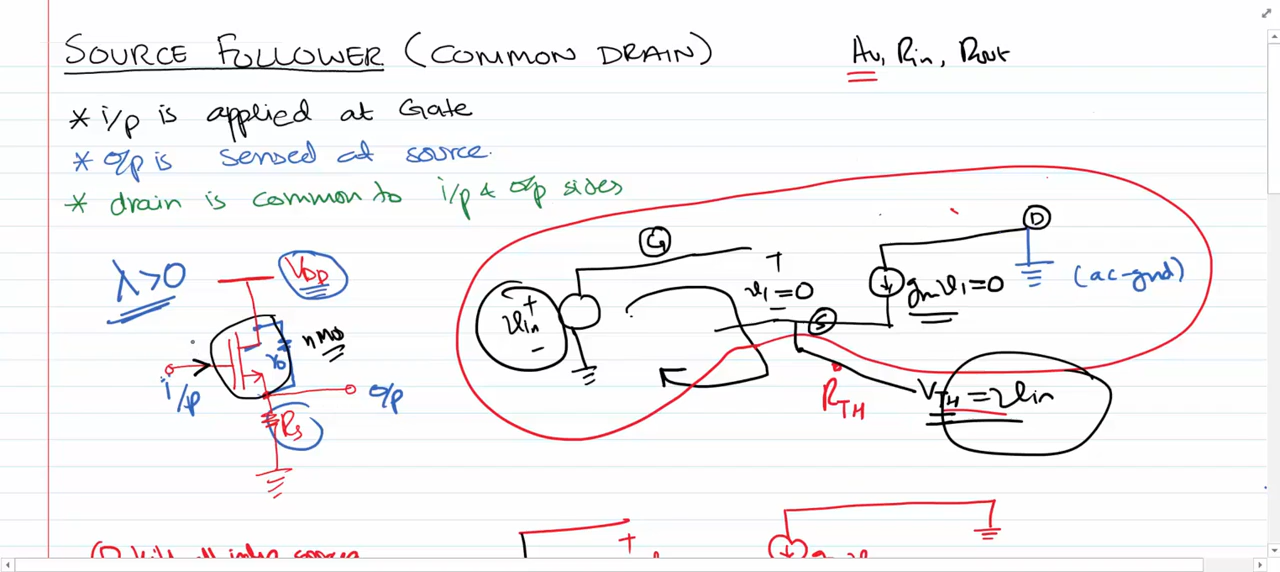 SOURCE FOLLOWER (COMMON DRAIN)
Av, Rin, Rout
* i/p is applied at Gate
* o/p is sensed at source.
* drain is common to i/p & o/p sides
λ>0
VDD
nMOS
ro
i/p
o/p
Rs
G
+
vin
-
+
v1=0
S
gmv1=0
D
(ac-gnd)
RTH
VTH = vin
+